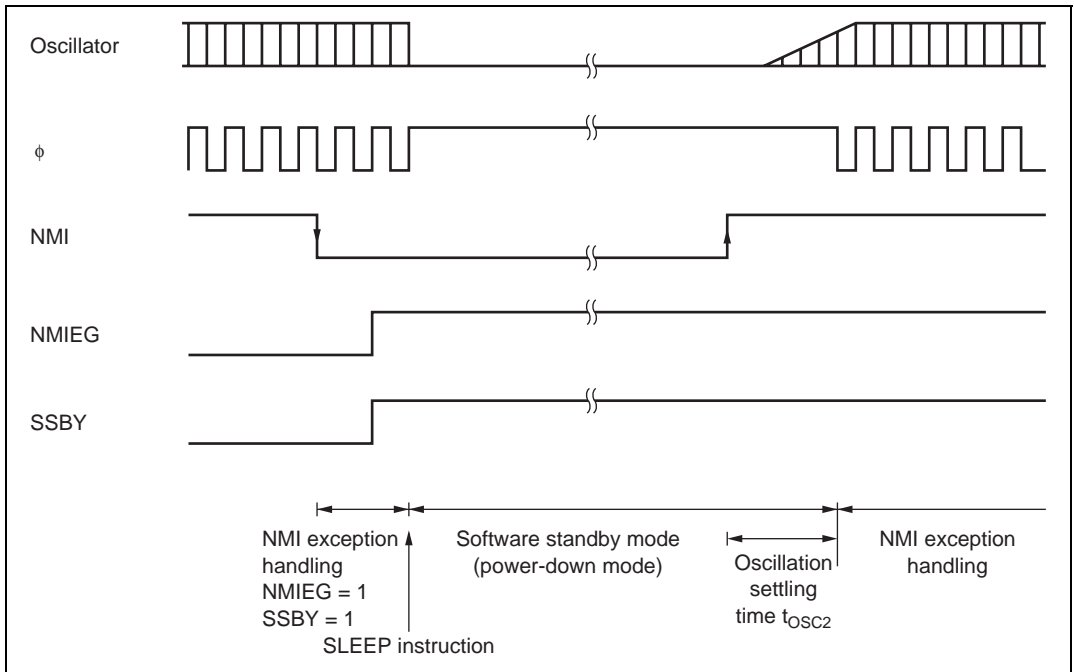 Oscillator
φ
NMI
NMIEG
SSBY
NMI exception
handling
NMIEG = 1
SSBY = 1
SLEEP instruction
Software standby mode
(power-down mode)
Oscillation
settling
time tOSC2
NMI exception
handling